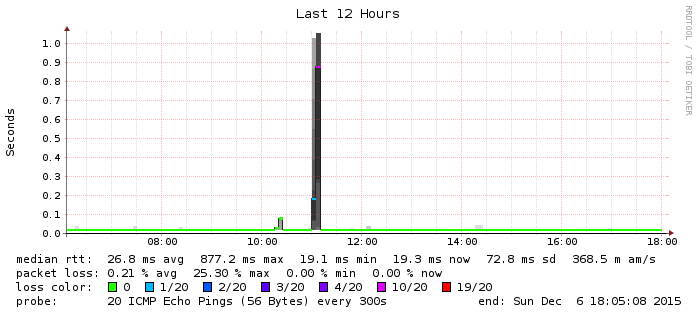 Last 12 Hours
RRDTOOL / TOBI OETIKER
Seconds
1.0
0.9
0.8
0.7
0.6
0.5
0.4
0.3
0.2
0.1
0.0
08:00 10:00 12:00 14:00 16:00 18:00
median rtt: 26.8 ms avg 877.2 ms max 19.1 ms min 19.3 ms now 72.8 ms sd 368.5 m am/s
packet loss: 0.21 % avg 25.30 % max 0.00 % min 0.00 % now
loss color: 0 1/20 2/20 3/20 4/20 10/20 19/20
probe: 20 ICMP Echo Pings (56 Bytes) every 300s end: Sun Dec 6 18:05:08 2015